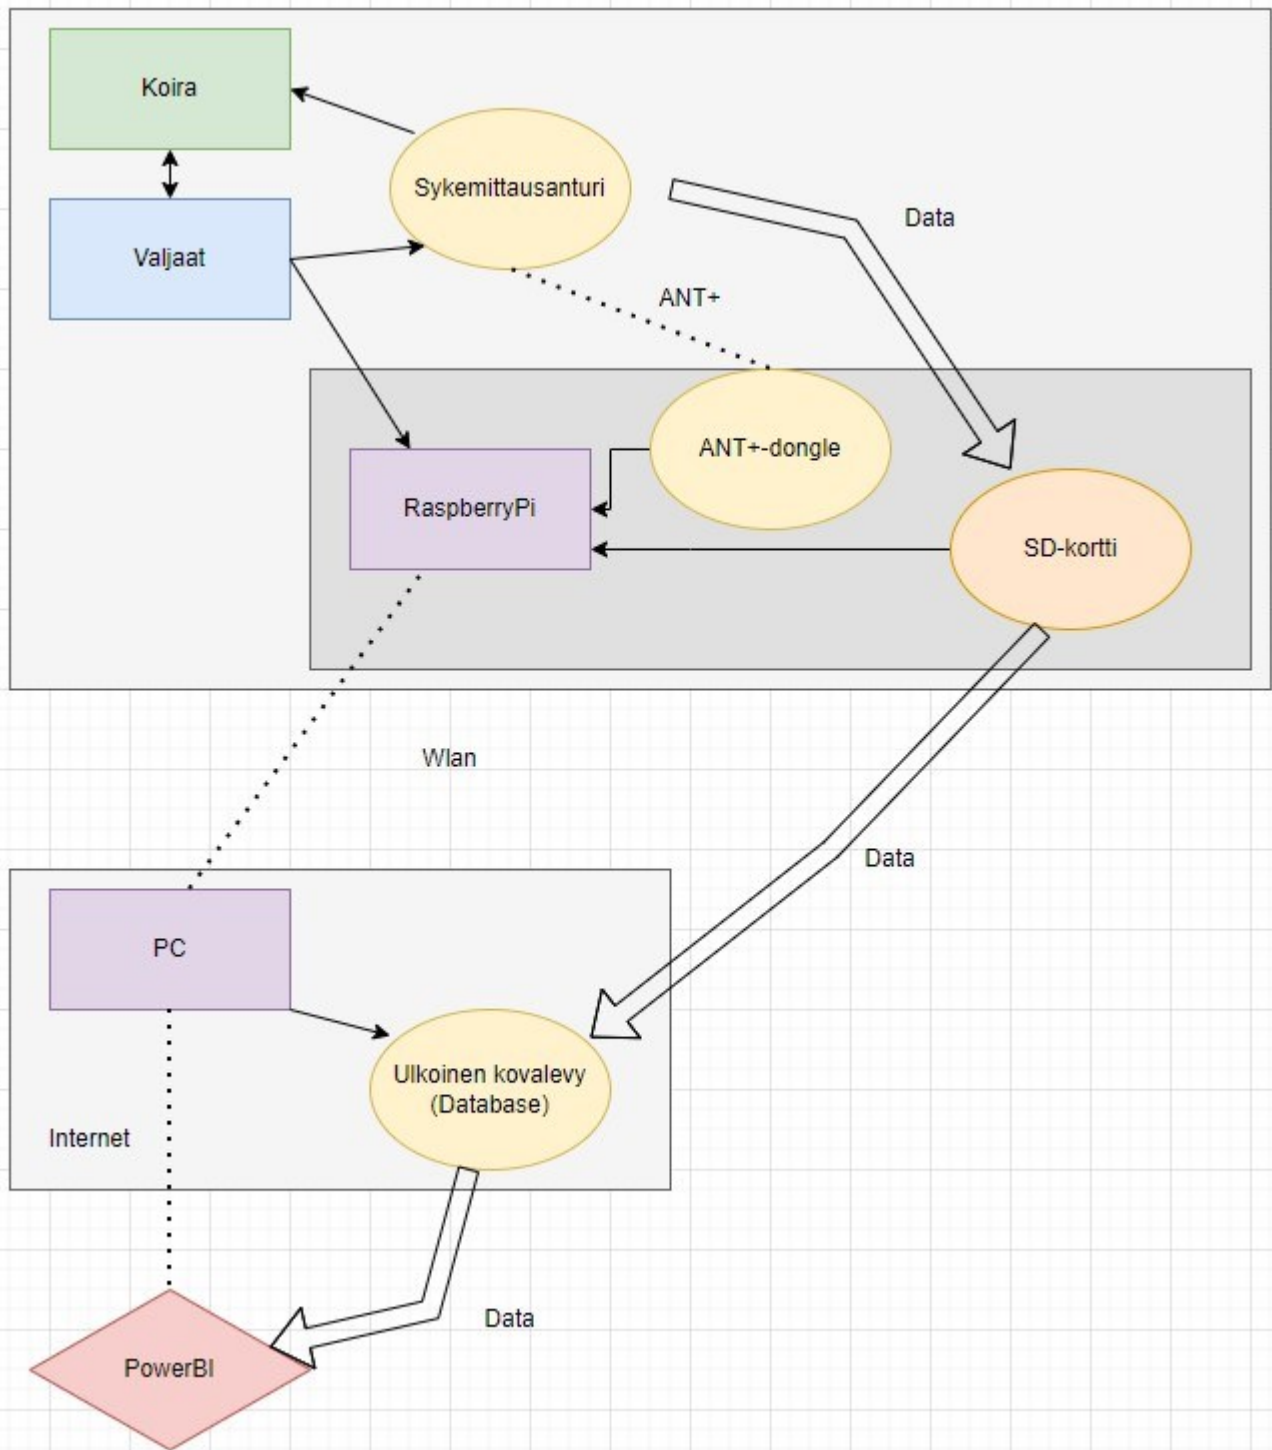 Koira
Sykemittausanturi
Data
Valjaat
ANT+
ANT+-dongle
RaspberryPi
SD-kortti
Wlan
Data
PC
Ulkoinen kovalevy
(Database)
Internet
Data
PowerBI